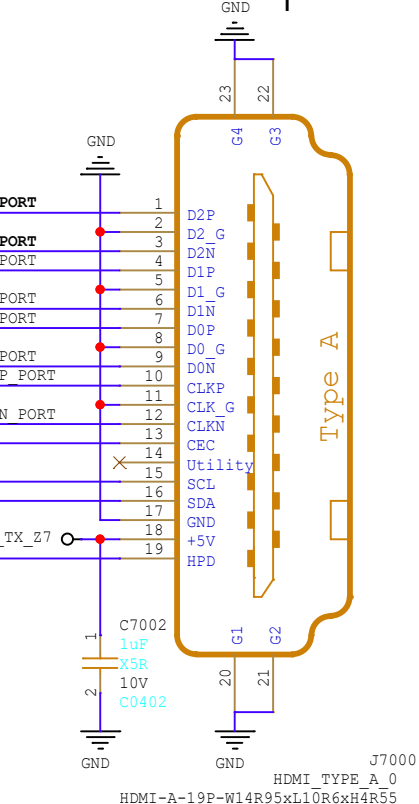 GND
23
22
G4
G3
GND
PORT
1
D2P
2
D2_G
PORT
3
D2N
PORT
4
D1P
5
D1_G
PORT
6
D1N
PORT
7
D0P
8
D0_G
PORT
9
D0N
P_PORT
10
CLKP
11
CLK_G
N_PORT
12
CLKN
13
CEC
14
Utility
15
SCL
16
SDA
17
GND
_TX_Z7
18
+5V
19
HPD
Type A
C7002
1uF
X5R
10V
C0402
1
2
G1
G2
20
21
GND
GND
J7000
HDMI_TYPE_A_0
HDMI-A-19P-W14R95xL10R6xH4R55